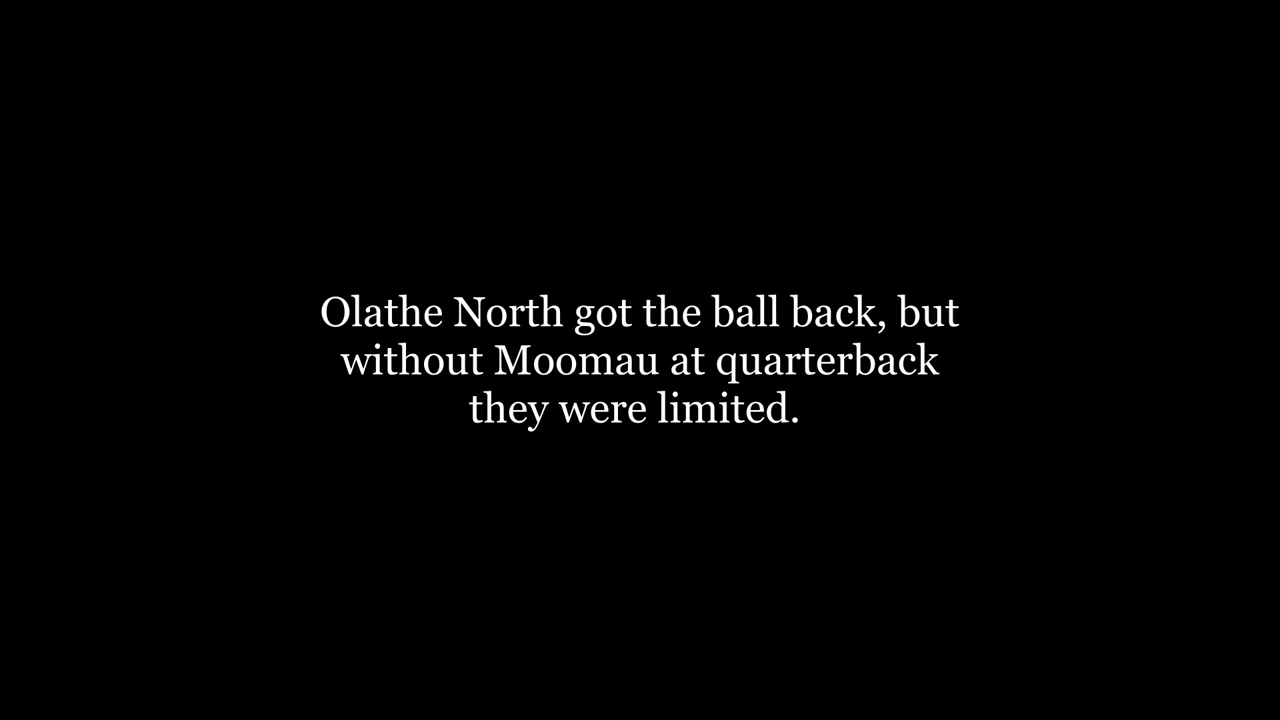 Olathe North got the ball back, but
without Moomau at quarterback
they were limited.